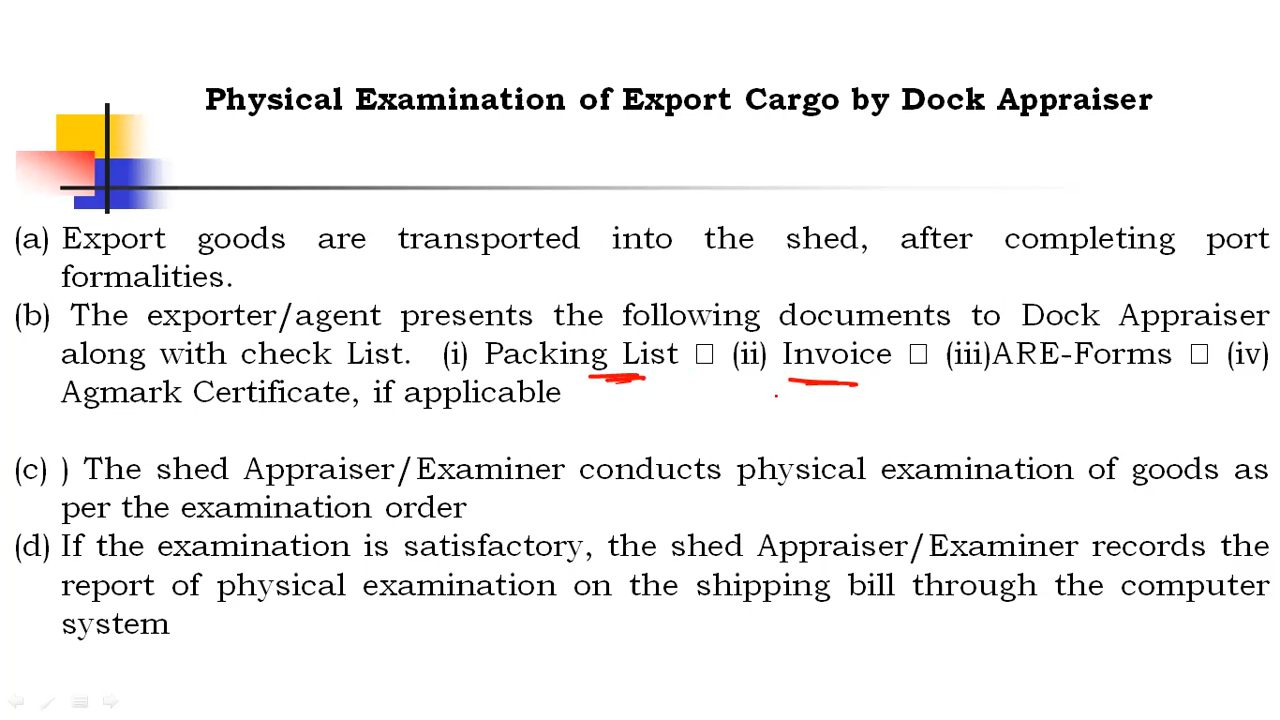 Physical Examination of Export Cargo by Dock Appraiser
(a) Export goods are transported into the shed, after completing port
formalities.
(b) The exporter/agent presents the following documents to Dock Appraiser
along with check List. (i) Packing List □ (ii) Invoice □ (iii)ARE-Forms □ (iv)
Agmark Certificate, if applicable
(c) ) The shed Appraiser/Examiner conducts physical examination of goods as
per the examination order
(d) If the examination is satisfactory, the shed Appraiser/Examiner records the
report of physical examination on the shipping bill through the computer
system